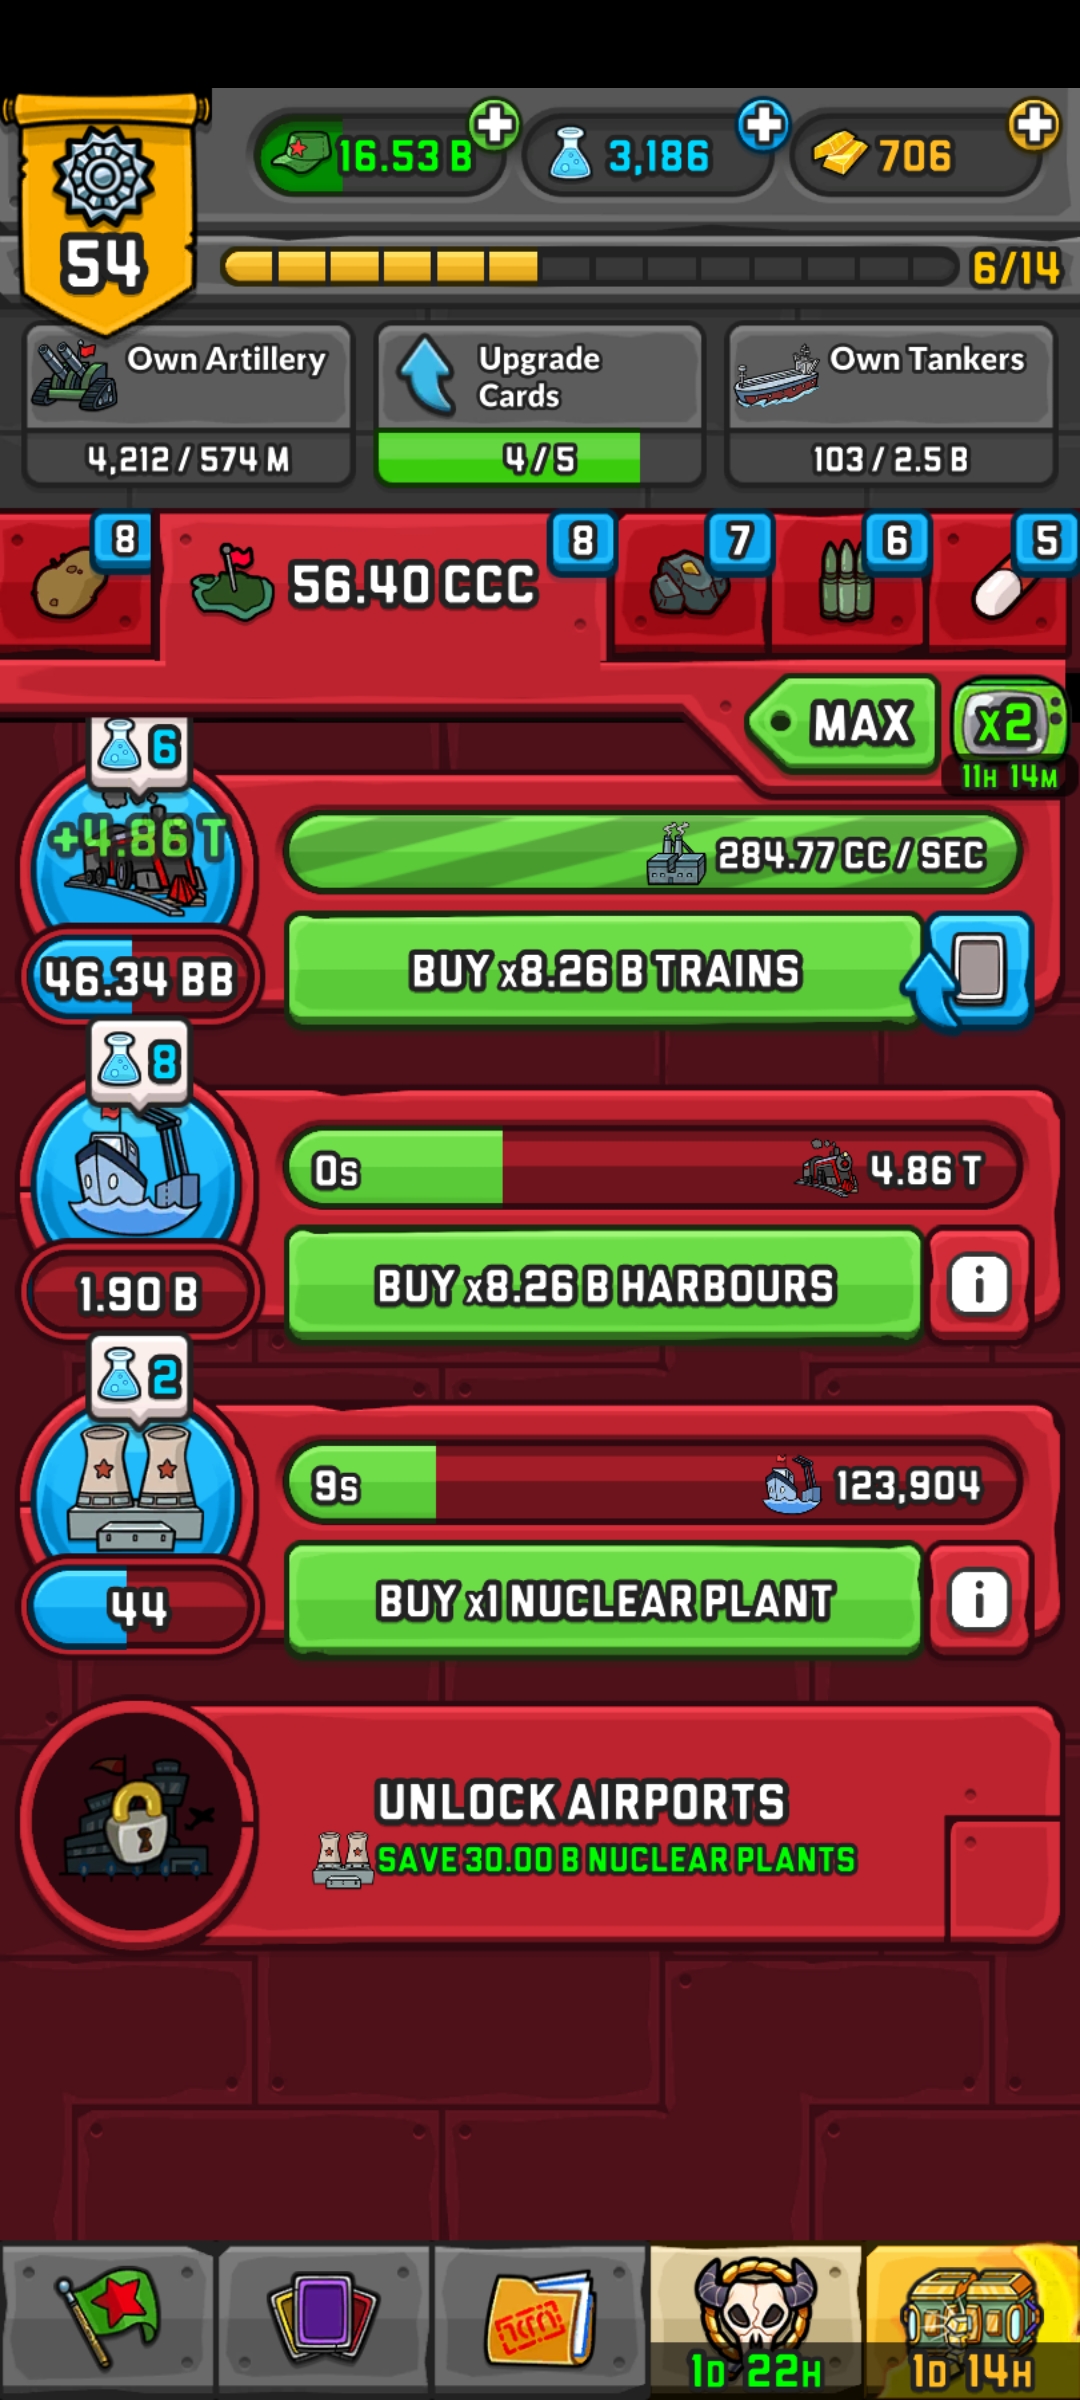 16.53 B
3,186
706
54
6/14
Own Artillery
4,212 / 574 M
Upgrade
Cards
4 / 5
Own Tankers
103 / 2.5 B
8
56.40 CCC
8
7
6
5
MAX
x2
11H 14M
6
+4.86 T
284.77 CC / SEC
46.34 BB
BUY x8.26 B TRAINS
8
0s
4.86 T
1.90 B
BUY x8.26 B HARBOURS
i
2
9s
123,904
44
BUY x1 NUCLEAR PLANT
i
UNLOCK AIRPORTS
SAVE 30.00 B NUCLEAR PLANTS
1D 22H
1D 14H